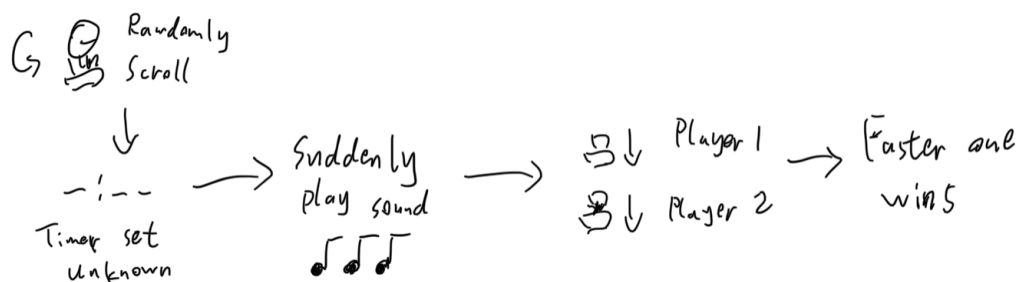 Randomly
Scroll
-:--
Timer set
unknown
Suddenly
play sound
Player 1
Player 2
Faster one
wins